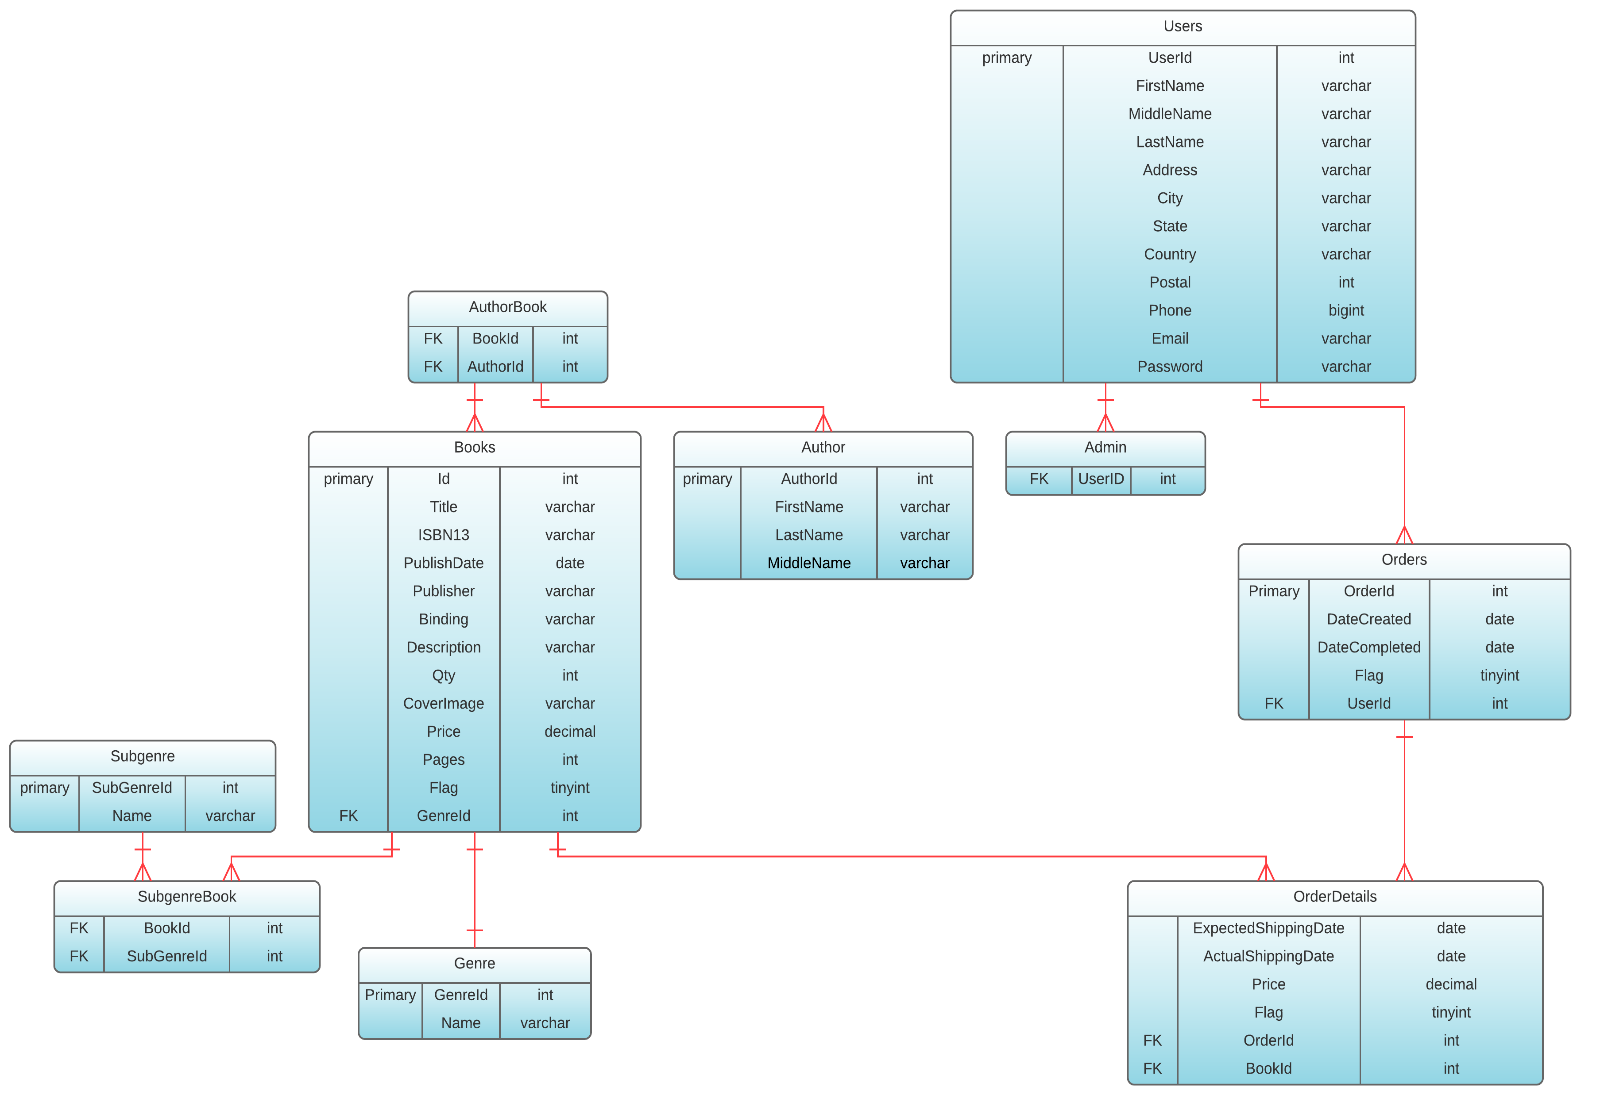 Users
primary UserId int
FirstName varchar
MiddleName varchar
LastName varchar
Address varchar
City varchar
State varchar
Country varchar
Postal int
Phone bigint
Email varchar
Password varchar
AuthorBook
FK BookId int
FK AuthorId int
Books
primary Id int
Title varchar
ISBN13 varchar
PublishDate date
Publisher varchar
Binding varchar
Description varchar
Qty int
CoverImage varchar
Price decimal
Pages int
Flag tinyint
FK GenreId int
Author
primary AuthorId int
FirstName varchar
LastName varchar
MiddleName varchar
Admin
FK UserID int
Orders
Primary OrderId int
DateCreated date
DateCompleted date
Flag tinyint
FK UserId int
Subgenre
primary SubGenreId int
Name varchar
SubgenreBook
FK BookId int
FK SubGenreId int
Genre
Primary GenreId int
Name varchar
OrderDetails
ExpectedShippingDate date
ActualShippingDate date
Price decimal
Flag tinyint
FK OrderId int
FK BookId int